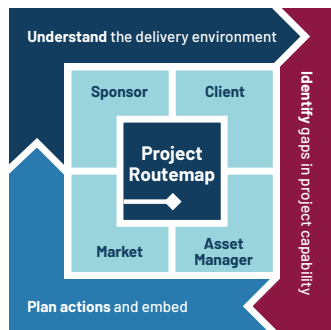 Understand the delivery environment
Sponsor
Client
Identify gaps in project capability
Project
Routemap
Market
Asset
Manager
Plan actions and embed